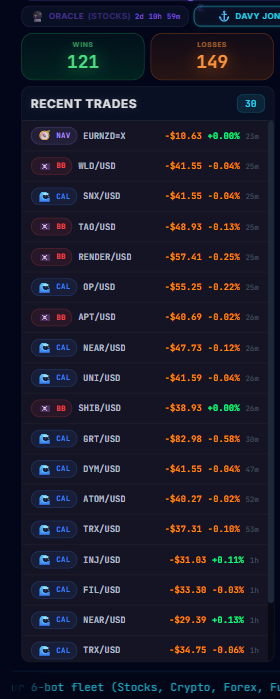 ORACLE (STOCKS) 2d 10h 59m
DAVY JON
WINS
121
LOSSES
149
RECENT TRADES
30
NAV EURNZD=X -$10.63 +0.00% 23m
BB WLD/USD -$41.55 -0.04% 25m
CAL SNX/USD -$41.55 -0.04% 25m
BB TAO/USD -$48.93 -0.13% 25m
BB RENDER/USD -$57.41 -0.25% 25m
CAL OP/USD -$55.25 -0.22% 25m
BB APT/USD -$40.69 -0.02% 26m
CAL NEAR/USD -$47.73 -0.12% 26m
CAL UNI/USD -$41.59 -0.04% 26m
BB SHIB/USD -$38.93 +0.00% 26m
CAL GRT/USD -$82.98 -0.58% 30m
CAL DYM/USD -$41.55 -0.04% 47m
CAL ATOM/USD -$40.27 -0.02% 52m
CAL TRX/USD -$37.31 -0.10% 53m
CAL INJ/USD -$31.03 +0.11% 1h
CAL FIL/USD -$33.30 -0.03% 1h
CAL NEAR/USD -$29.39 +0.13% 1h
CAL TRX/USD -$34.75 -0.06% 1h
6-bot fleet (Stocks, Crypto, Forex,